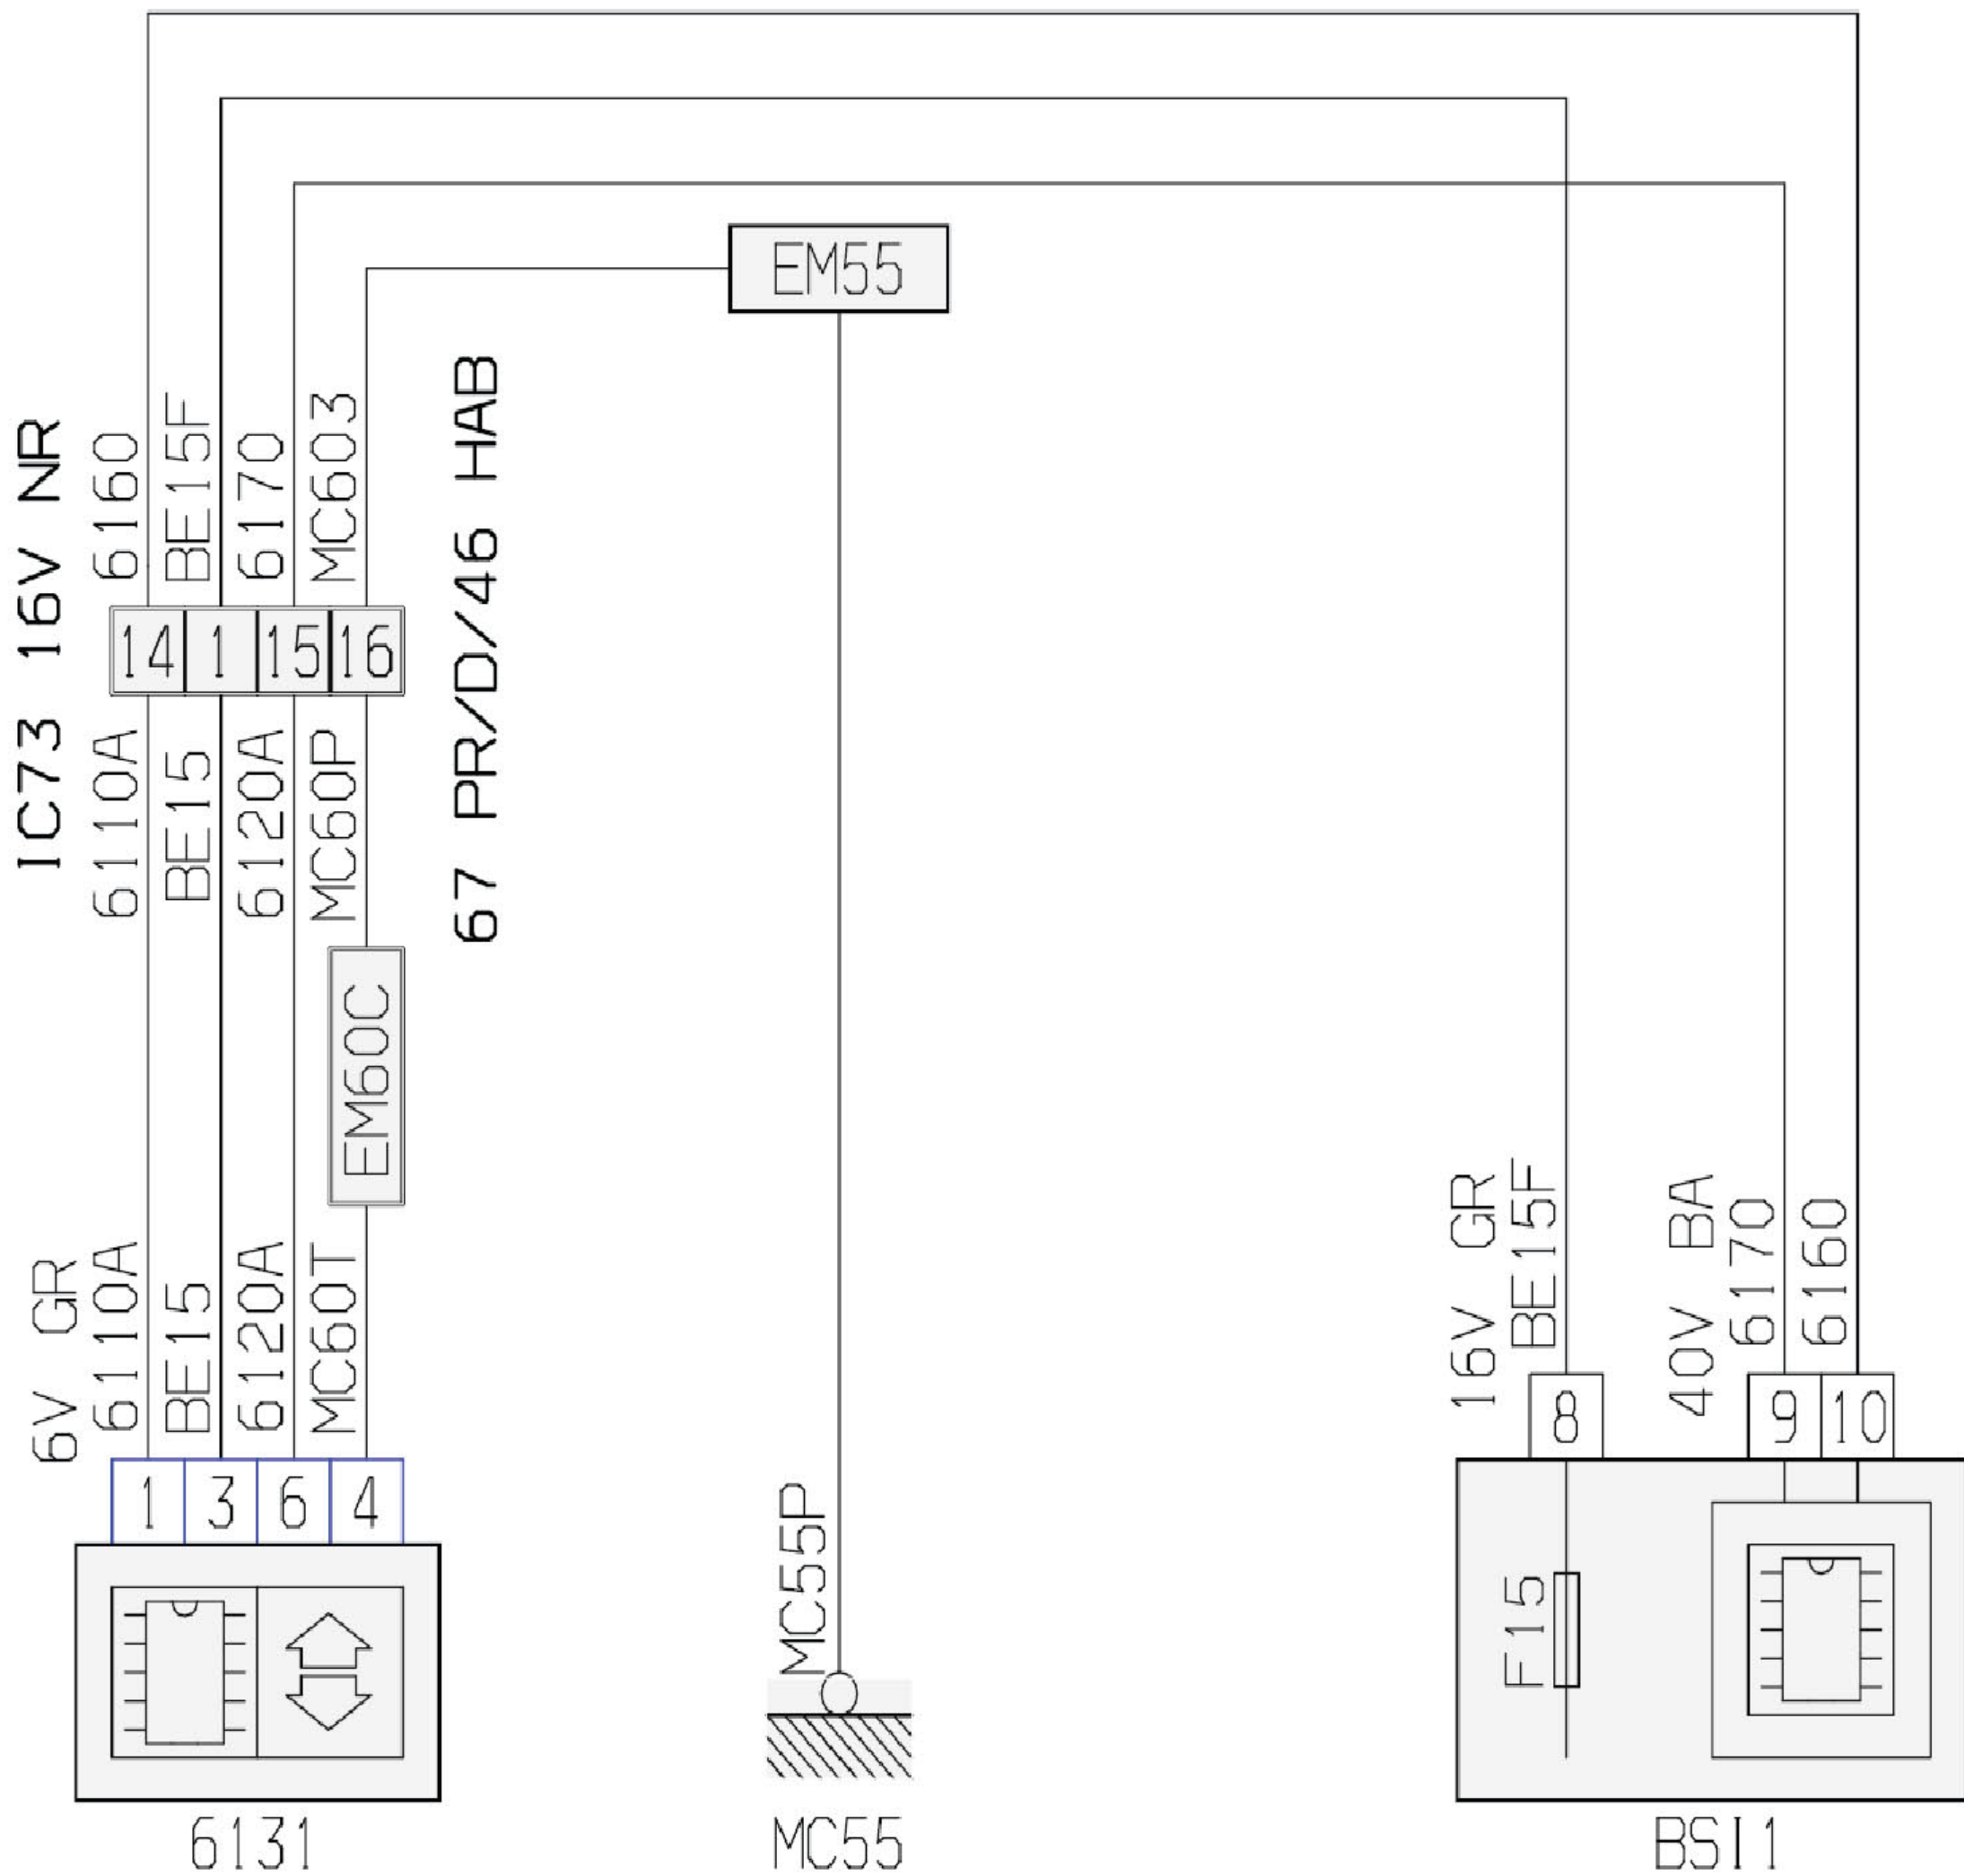 EM55
IC73 16V NR
6160
BE15F
6170
MC603
67 PR/D/46 HAB
14 1 15 16
6110A
BE15
6120A
MC60P
EM60C
6V GR
6110A
BE15
6120A
MC60T
1 3 6 4
6131
MC55P
MC55
16V GR
BE15F
40V BA
6170
6160
8 9 10
F15
BSI1